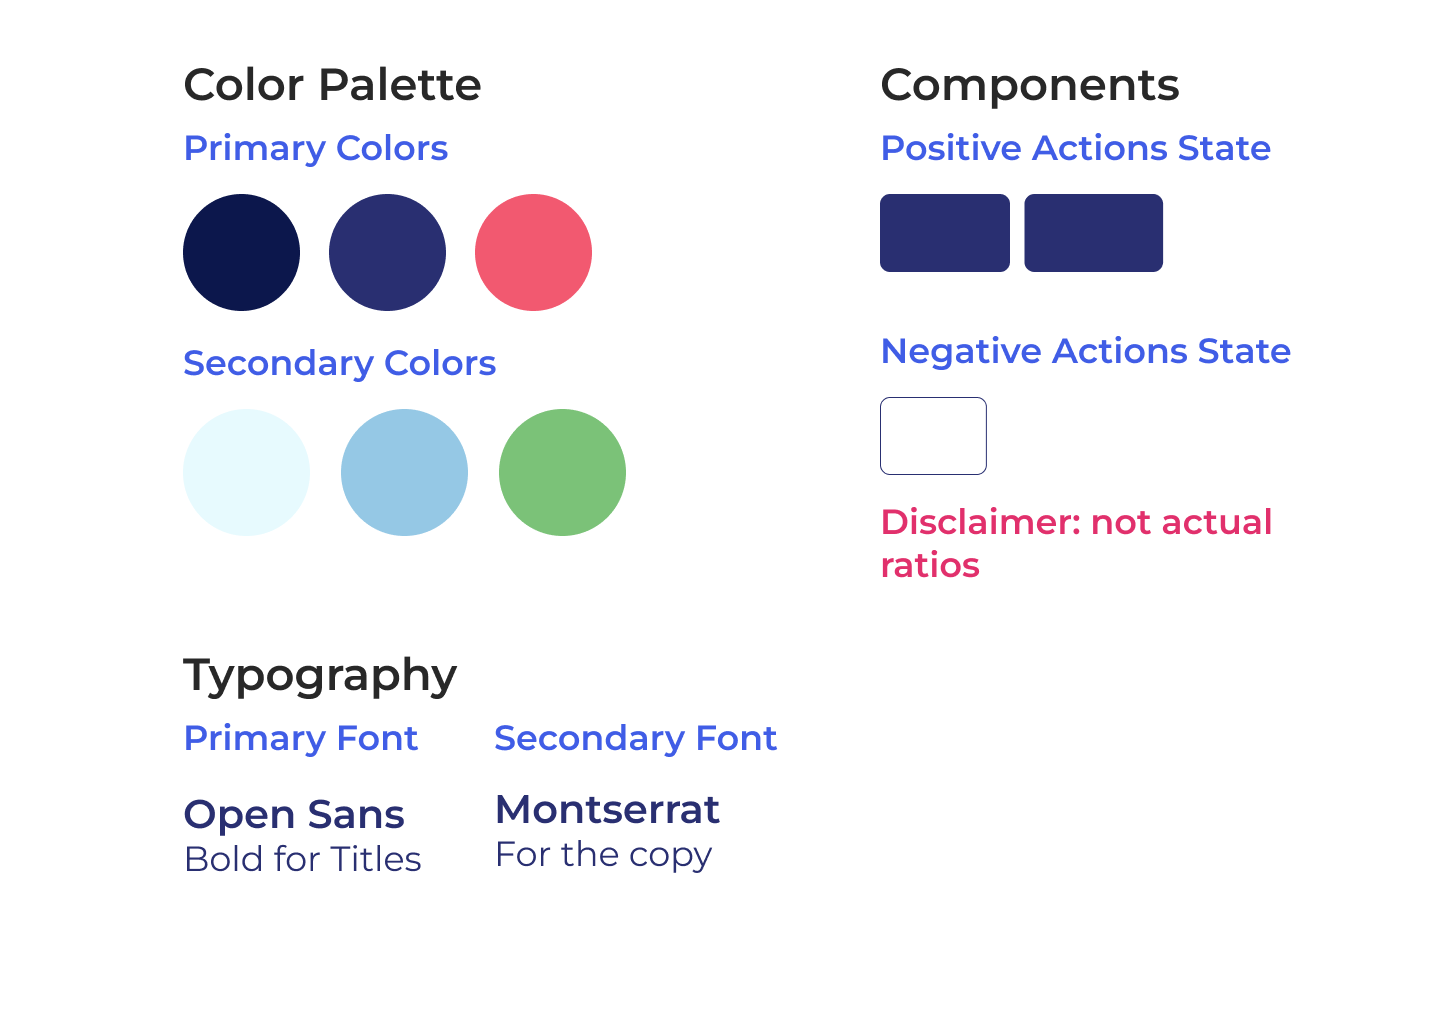 Color Palette
Primary Colors
Secondary Colors
Components
Positive Actions State
Negative Actions State
Disclaimer: not actual
ratios
Typography
Primary Font
Open Sans
Bold for Titles
Secondary Font
Montserrat
For the copy